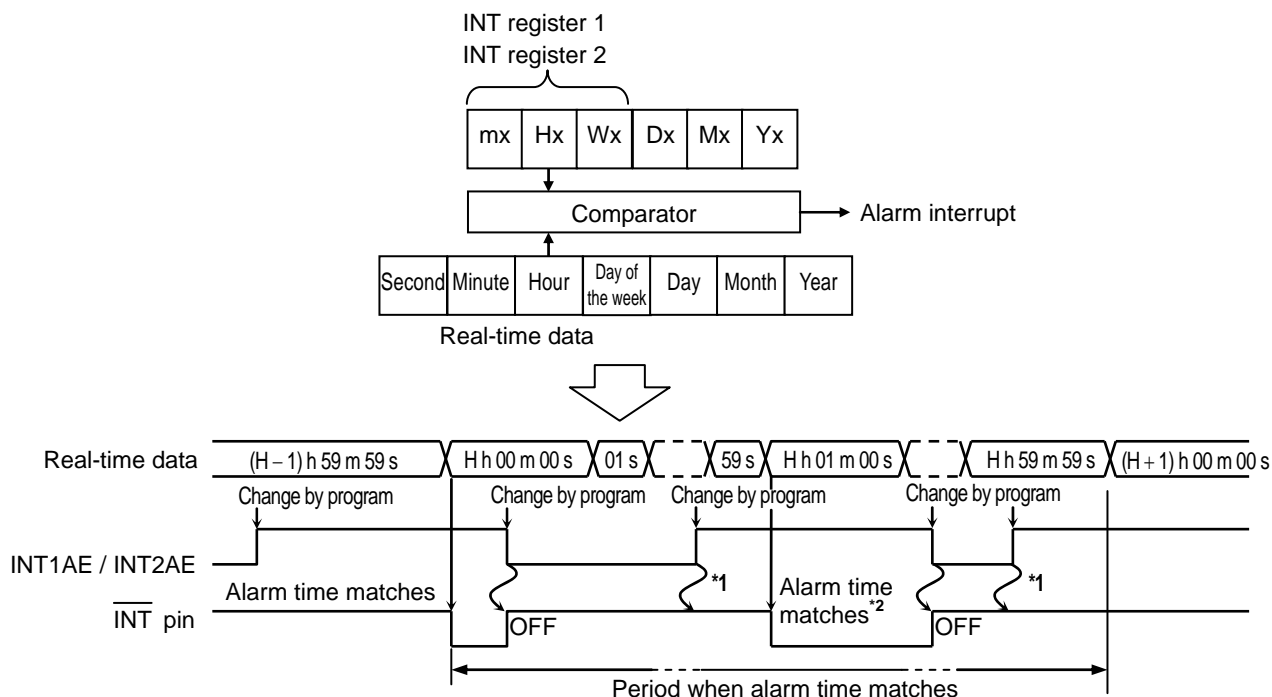 INT register 1
INT register 2
mx Hx Wx Dx Mx Yx
Comparator
Alarm interrupt
Second Minute Hour Day of the week Day Month Year
Real-time data
Real-time data
(H − 1) h 59 m 59 s
H h 00 m 00 s
01 s
59 s
H h 01 m 00 s
H h 59 m 59 s
(H + 1) h 00 m 00 s
Change by program
Change by program
Change by program
Change by program
INT1AE / INT2AE
*1
*1
Alarm time matches
Alarm time
matches*2
INT pin
OFF
OFF
Period when alarm time matches